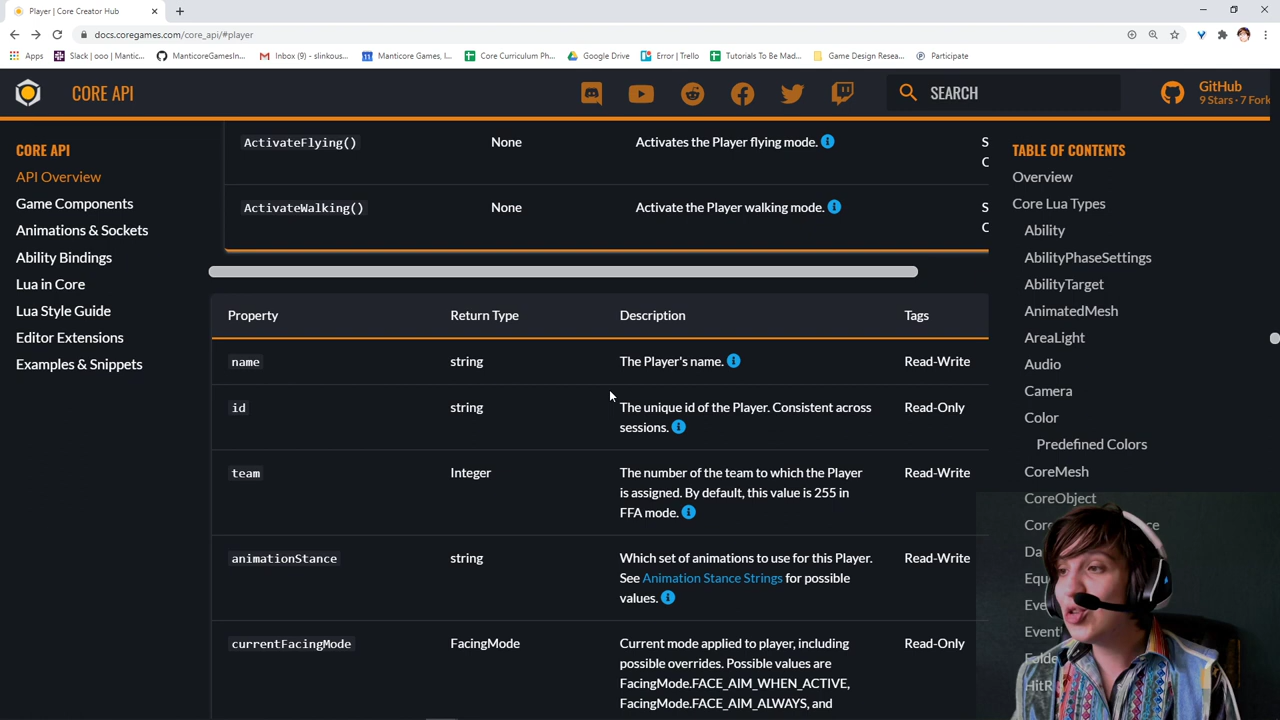 Player | Core Creator Hub
docs.coregames.com/core_api/#player
Apps
Slack | ooo | Mantic...
ManticoreGamesIn...
Inbox (9) - slinkous...
Manticore Games, I...
Core Curriculum Ph...
Google Drive
Error | Trello
Tutorials To Be Mad...
Game Design Resea...
Participate
CORE API
SEARCH
GitHub
9 Stars · 7 Fork
CORE API
API Overview
Game Components
Animations & Sockets
Ability Bindings
Lua in Core
Lua Style Guide
Editor Extensions
Examples & Snippets
ActivateFlying() None Activates the Player flying mode. S
C
ActivateWalking() None Activate the Player walking mode. S
C
Property Return Type Description Tags
name string The Player's name. Read-Write
id string The unique id of the Player. Consistent across Read-Only
sessions.
team Integer The number of the team to which the Player Read-Write
is assigned. By default, this value is 255 in
FFA mode.
animationStance string Which set of animations to use for this Player. Read-Write
See Animation Stance Strings for possible
values.
currentFacingMode FacingMode Current mode applied to player, including Read-Only
possible overrides. Possible values are
FacingMode.FACE_AIM_WHEN_ACTIVE,
FacingMode.FACE_AIM_ALWAYS, and
TABLE OF CONTENTS
Overview
Core Lua Types
Ability
AbilityPhaseSettings
AbilityTarget
AnimatedMesh
AreaLight
Audio
Camera
Color
Predefined Colors
CoreMesh
CoreObject